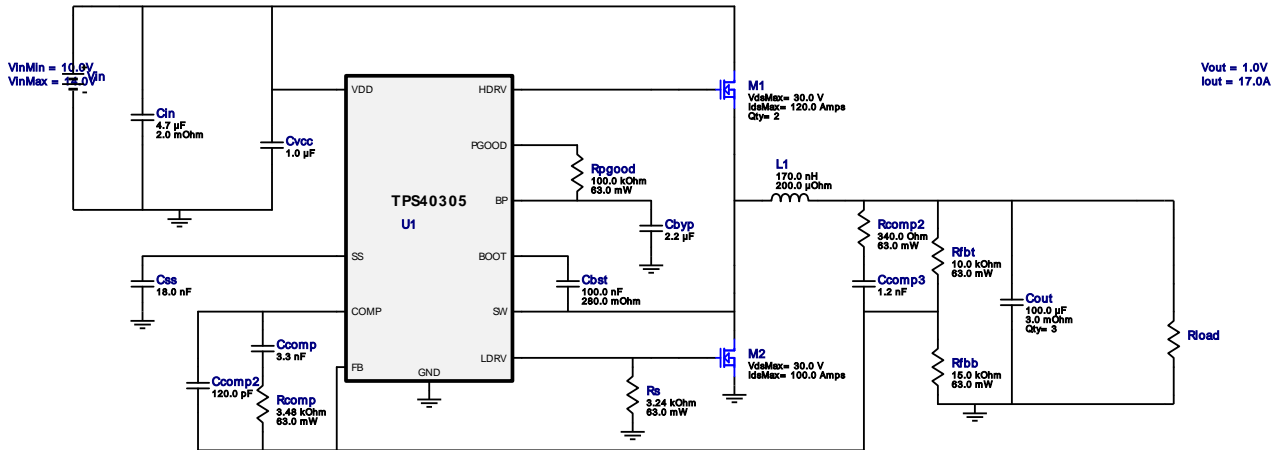 VinMin = 10.0V
VinMax = 14.0V
Vin
Vout = 1.0V
Iout = 17.0A
Cin
4.7 µF
2.0 mOhm
Cvcc
1.0 µF
VDD
HDRV
PGOOD
BP
BOOT
SW
LDRV
GND
SS
COMP
FB
TPS40305
U1
M1
VdsMax= 30.0 V
IdsMax= 120.0 Amps
Qty= 2
Rpgood
100.0 kOhm
63.0 mW
L1
170.0 nH
200.0 µOhm
Cbyp
2.2 µF
Rcomp2
340.0 Ohm
63.0 mW
Rfbt
10.0 kOhm
63.0 mW
Css
18.0 nF
Cbst
100.0 nF
280.0 mOhm
Ccomp3
1.2 nF
Cout
100.0 µF
3.0 mOhm
Qty= 3
Rload
Ccomp
3.3 nF
Ccomp2
120.0 pF
Rcomp
3.48 kOhm
63.0 mW
M2
VdsMax= 30.0 V
IdsMax= 100.0 Amps
Rs
3.24 kOhm
63.0 mW
Rfbb
15.0 kOhm
63.0 mW